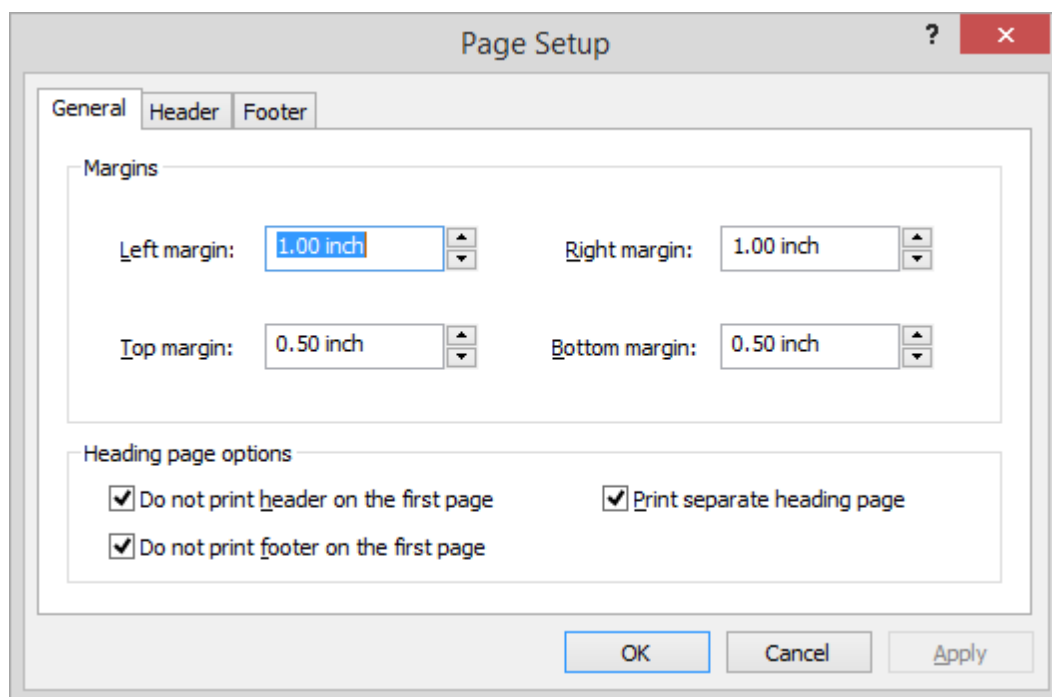 Page Setup
?
General Header Footer
Margins
Left margin: 1.00 inch Right margin: 1.00 inch
Top margin: 0.50 inch Bottom margin: 0.50 inch
Heading page options
Do not print header on the first page Print separate heading page
Do not print footer on the first page
OK Cancel Apply